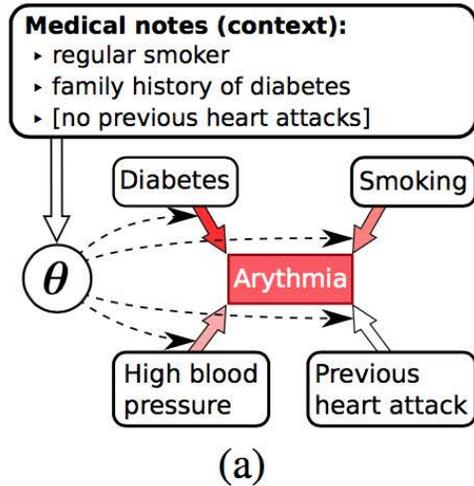 Medical notes (context):
▸ regular smoker
▸ family history of diabetes
▸ [no previous heart attacks]
Diabetes
Smoking
θ
Arythmia
High blood
pressure
Previous
heart attack
(a)